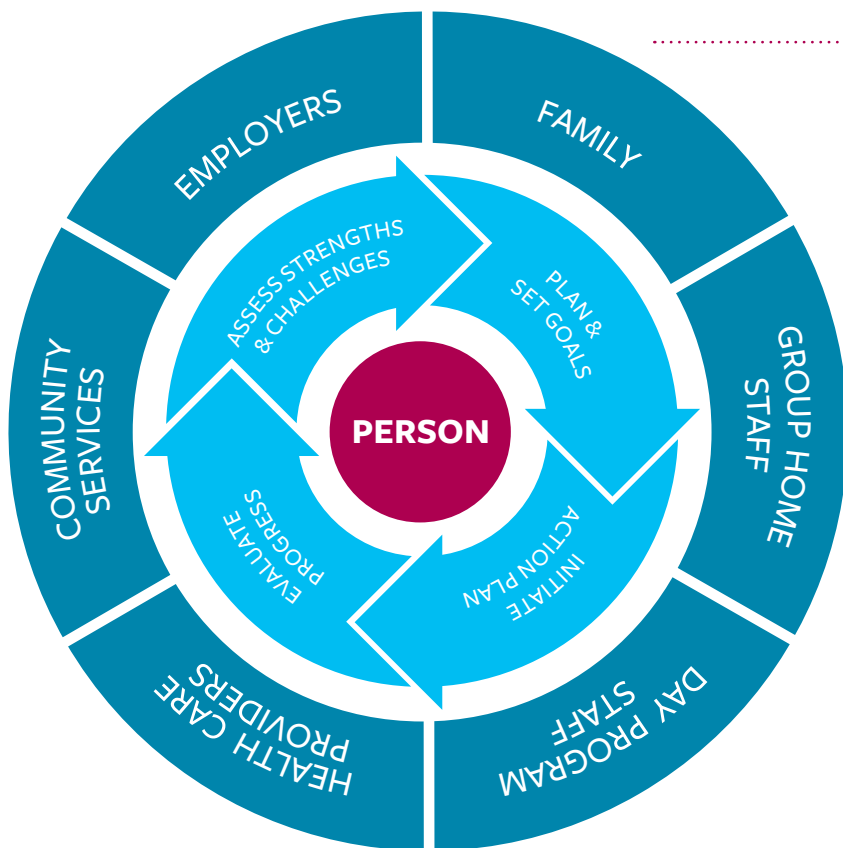 EMPLOYERS
FAMILY
GROUP HOME
STAFF
DAY PROGRAM
STAFF
HEALTH CARE
PROVIDERS
COMMUNITY
SERVICES
ASSESS STRENGTHS
& CHALLENGES
PLAN &
SET GOALS
INITIATE
ACTION PLAN
EVALUATE
PROGRESS
PERSON